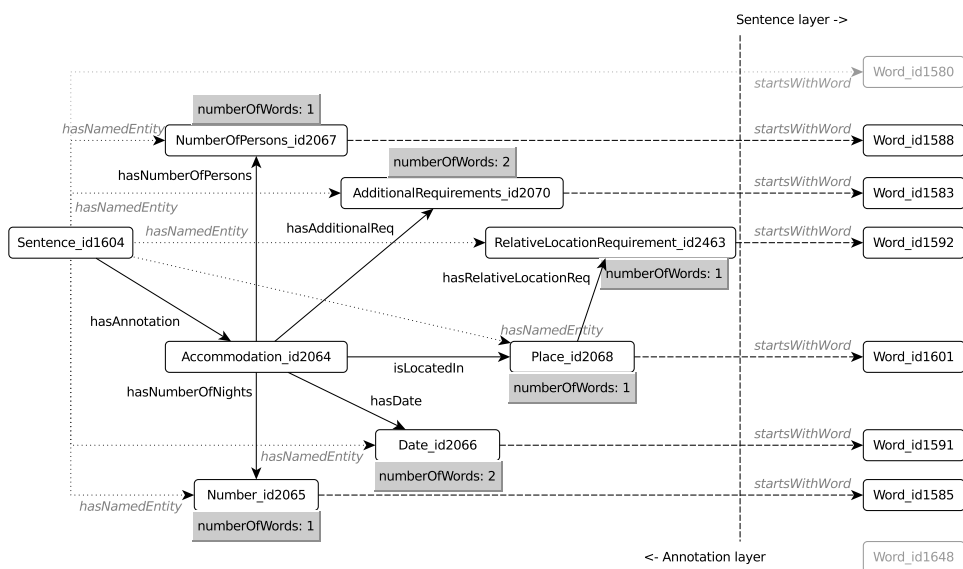 Sentence layer ->
Word_id1580
startsWithWord
numberOfWords: 1
hasNamedEntity
NumberOfPersons_id2067
startsWithWord
Word_id1588
hasNumberOfPersons
numberOfWords: 2
AdditionalRequirements_id2070
startsWithWord
Word_id1583
hasNamedEntity
hasAdditionalReq
Sentence_id1604
hasNamedEntity
RelativeLocationRequirement_id2463
startsWithWord
Word_id1592
numberOfWords: 1
hasRelativeLocationReq
hasAnnotation
hasNamedEntity
Accommodation_id2064
isLocatedIn
Place_id2068
startsWithWord
Word_id1601
numberOfWords: 1
hasNumberOfNights
hasDate
Date_id2066
startsWithWord
Word_id1591
hasNamedEntity
numberOfWords: 2
Number_id2065
startsWithWord
Word_id1585
hasNamedEntity
numberOfWords: 1
<- Annotation layer
Word_id1648